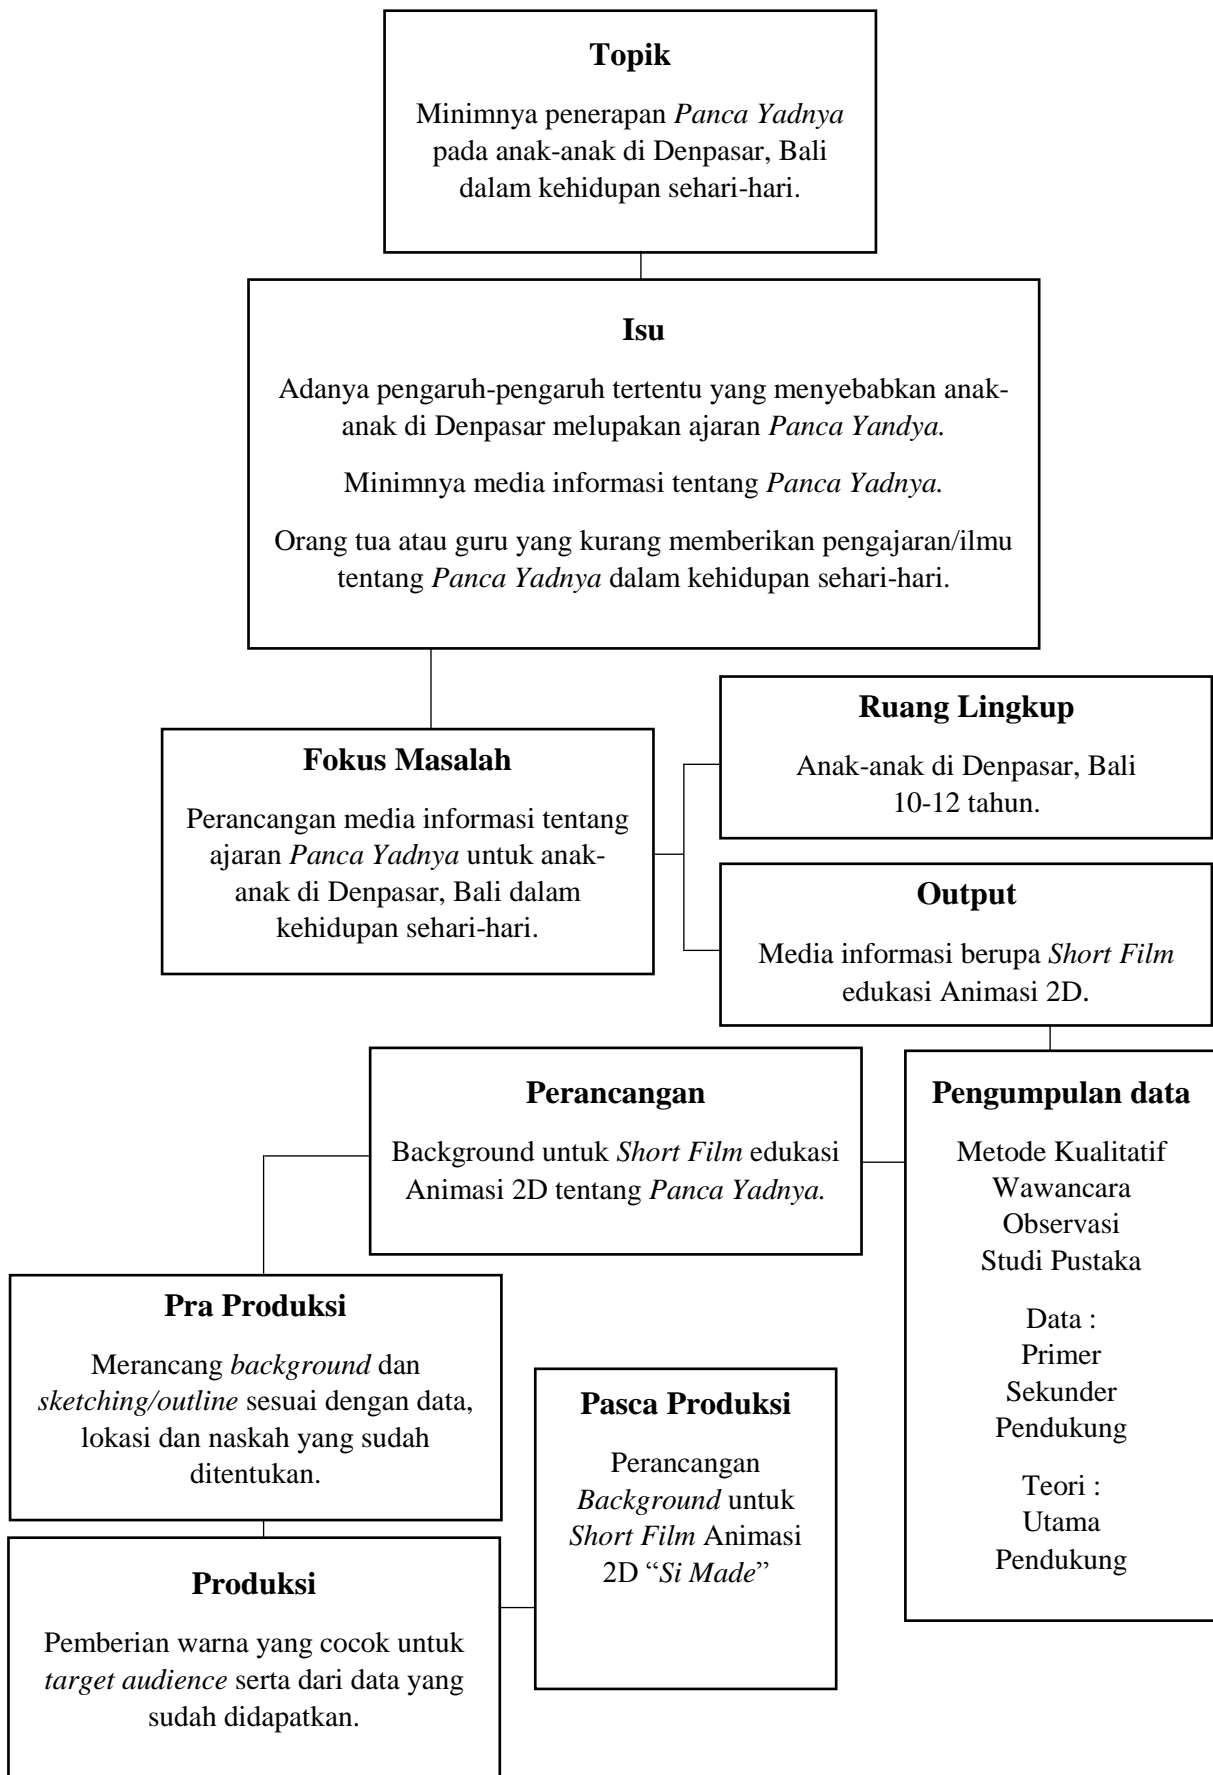 Topik
Minimnya penerapan Panca Yadnya
pada anak-anak di Denpasar, Bali
dalam kehidupan sehari-hari.
Isu
Adanya pengaruh-pengaruh tertentu yang menyebabkan anak-
anak di Denpasar melupakan ajaran Panca Yandya.
Minimnya media informasi tentang Panca Yadnya.
Orang tua atau guru yang kurang memberikan pengajaran/ilmu
tentang Panca Yadnya dalam kehidupan sehari-hari.
Fokus Masalah
Perancangan media informasi tentang
ajaran Panca Yadnya untuk anak-
anak di Denpasar, Bali dalam
kehidupan sehari-hari.
Ruang Lingkup
Anak-anak di Denpasar, Bali
10-12 tahun.
Output
Media informasi berupa Short Film
edukasi Animasi 2D.
Pengumpulan data
Metode Kualitatif
Wawancara
Observasi
Studi Pustaka
Data :
Primer
Sekunder
Pendukung
Teori :
Utama
Pendukung
Perancangan
Background untuk Short Film edukasi
Animasi 2D tentang Panca Yadnya.
Pra Produksi
Merancang background dan
sketching/outline sesuai dengan data,
lokasi dan naskah yang sudah
ditentukan.
Produksi
Pemberian warna yang cocok untuk
target audience serta dari data yang
sudah didapatkan.
Pasca Produksi
Perancangan
Background untuk
Short Film Animasi
2D “Si Made”